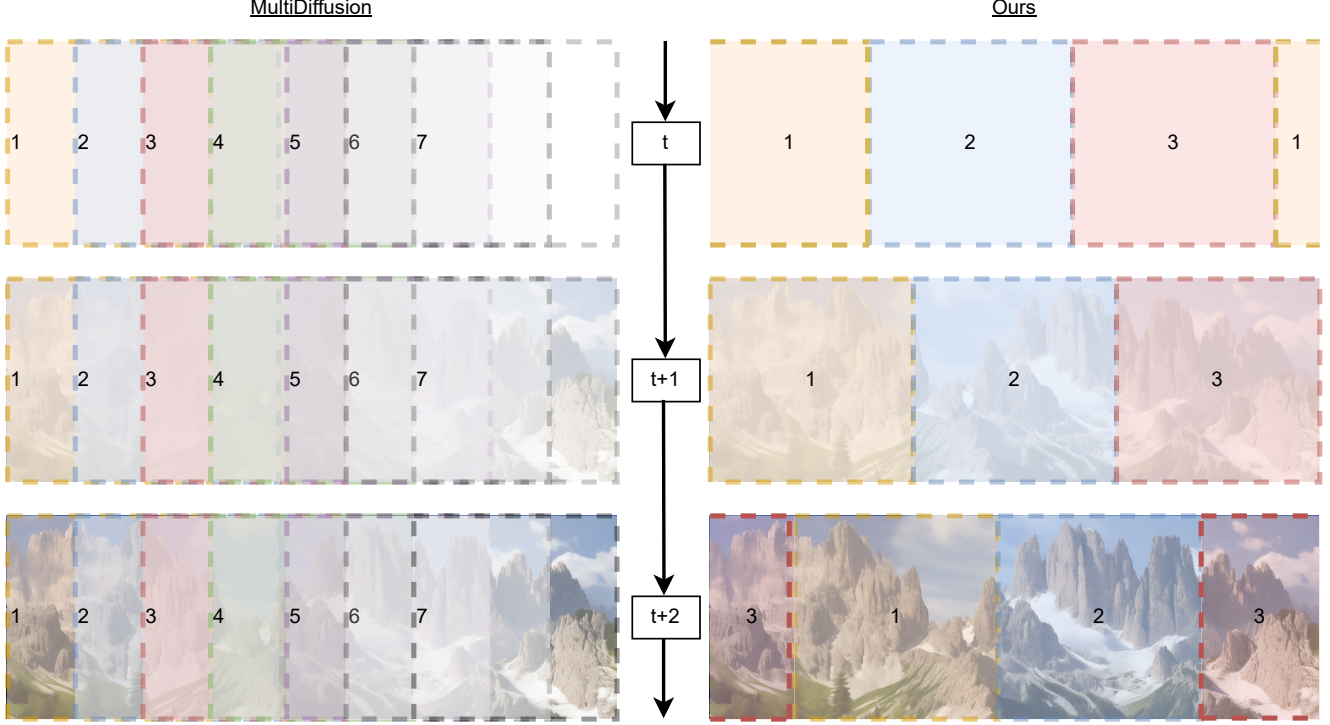 MultiDiffusion
Ours
1 2 3 4 5 6 7
t
1 2 3 1
1 2 3 4 5 6 7
t+1
1 2 3
1 2 3 4 5 6 7
t+2
3 1 2 3